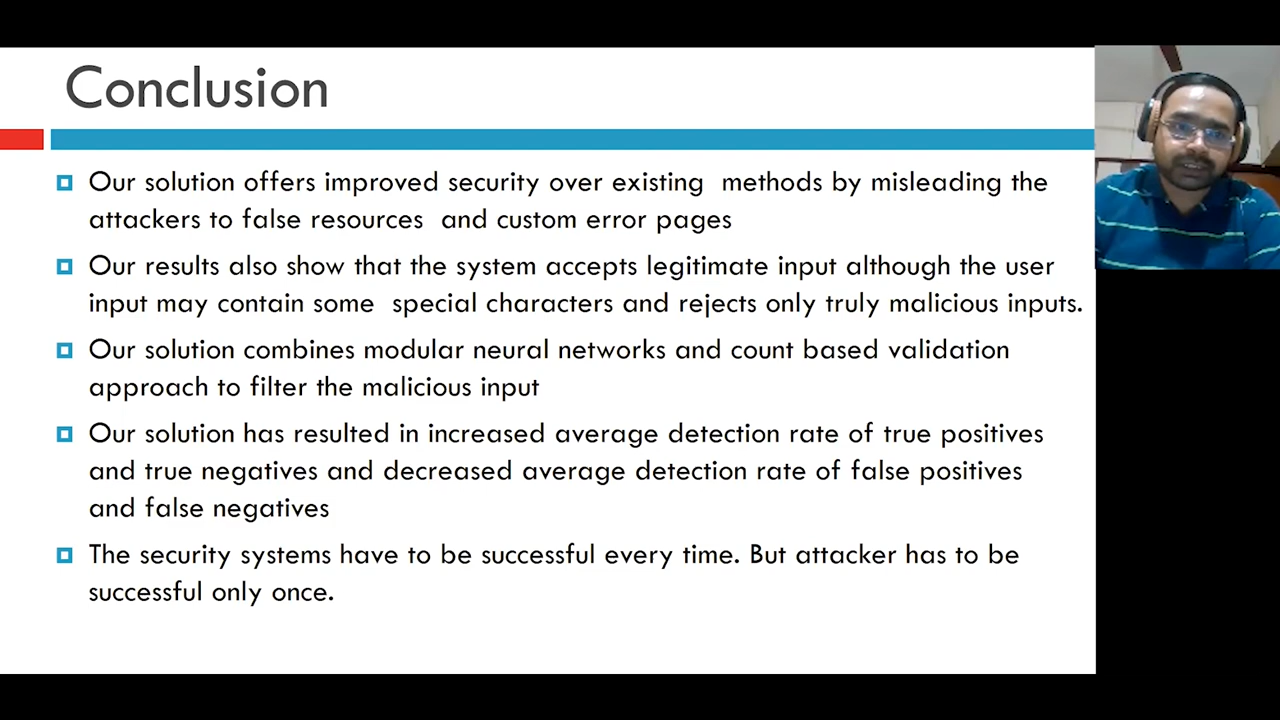 Conclusion
Our solution offers improved security over existing methods by misleading the
attackers to false resources and custom error pages
Our results also show that the system accepts legitimate input although the user
input may contain some special characters and rejects only truly malicious inputs.
Our solution combines modular neural networks and count based validation
approach to filter the malicious input
Our solution has resulted in increased average detection rate of true positives
and true negatives and decreased average detection rate of false positives
and false negatives
The security systems have to be successful every time. But attacker has to be
successful only once.